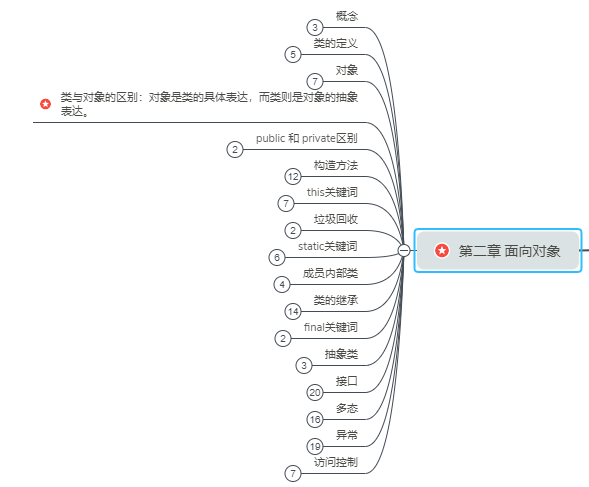 概念
3
类的定义
5
对象
7
类与对象的区别：对象是类的具体表达，而类则是对象的抽象
表达。
public 和 private区别
2
构造方法
12
this关键词
7
垃圾回收
2
static关键词
6
第二章 面向对象
成员内部类
4
类的继承
14
final关键词
2
抽象类
3
接口
20
多态
16
异常
19
访问控制
7